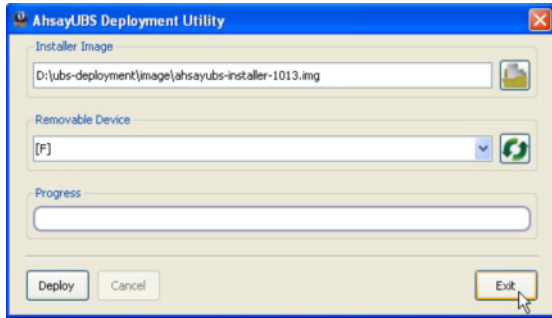 AhsayUBS Deployment Utility
Installer Image
D:\ubs-deployment\image\ahsayubs-installer-1013.img
Removable Device
[F]
Progress
Deploy Cancel Exit